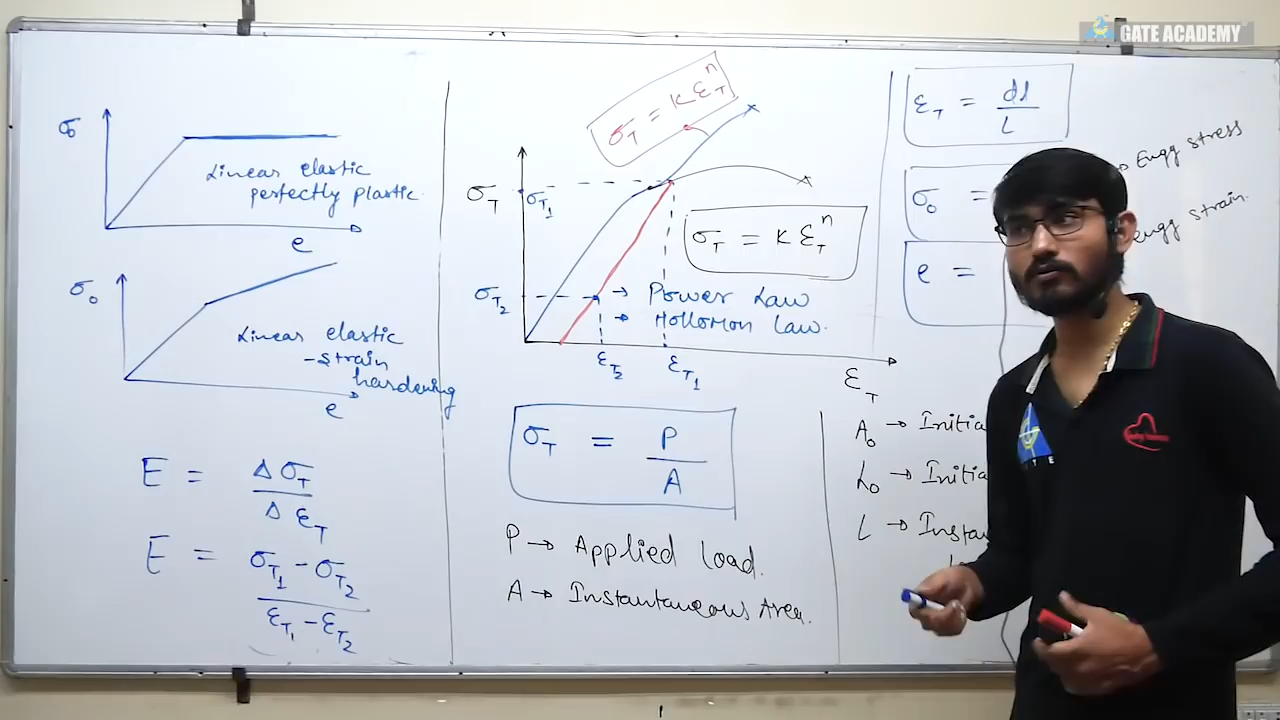 GATE ACADEMY
σ
Linear elastic
perfectly plastic.
e
σ₀
Linear elastic
-strain
hardening
e
E = Δσ_T / Δε_T
E = σ_T₁ - σ_T₂ / ε_T₁ - ε_T₂
σ_T = K ε_T^n
σ_T
σ_T₁
σ_T = K ε_T^n
σ_T₂
→ Power Law
→ Hollomon Law.
ε_T₂
ε_T₁
ε_T
σ_T = P / A
P → Applied load.
A → Instantaneous Area.
ε_T = dl / L
σ₀ =
→ Engg stress
e =
engg strain.
A₀ → Initia
L₀ → Initia
L → Insta